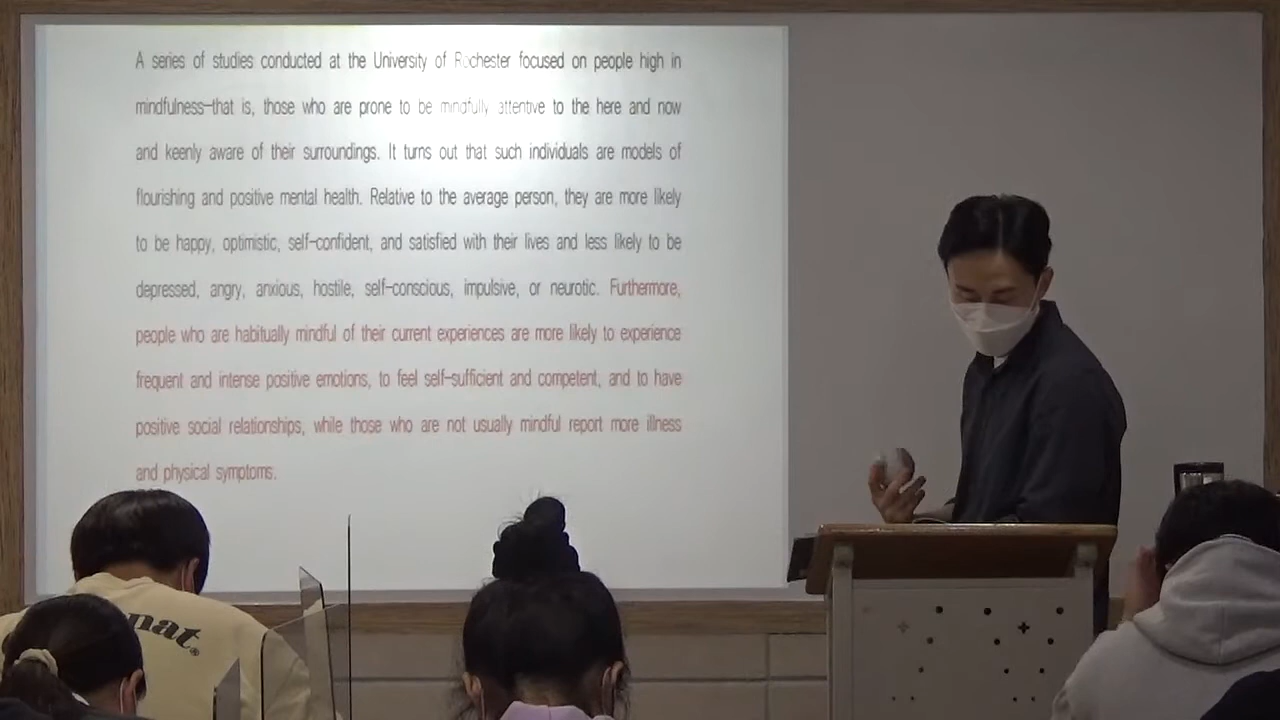 A series of studies conducted at the University of Rochester focused on people high in
mindfulness—that is, those who are prone to be mindfully attentive to the here and now
and keenly aware of their surroundings. It turns out that such individuals are models of
flourishing and positive mental health. Relative to the average person, they are more likely
to be happy, optimistic, self-confident, and satisfied with their lives and less likely to be
depressed, angry, anxious, hostile, self-conscious, impulsive, or neurotic. Furthermore,
people who are habitually mindful of their current experiences are more likely to experience
frequent and intense positive emotions, to feel self-sufficient and competent, and to have
positive social relationships, while those who are not usually mindful report more illness
and physical symptoms.